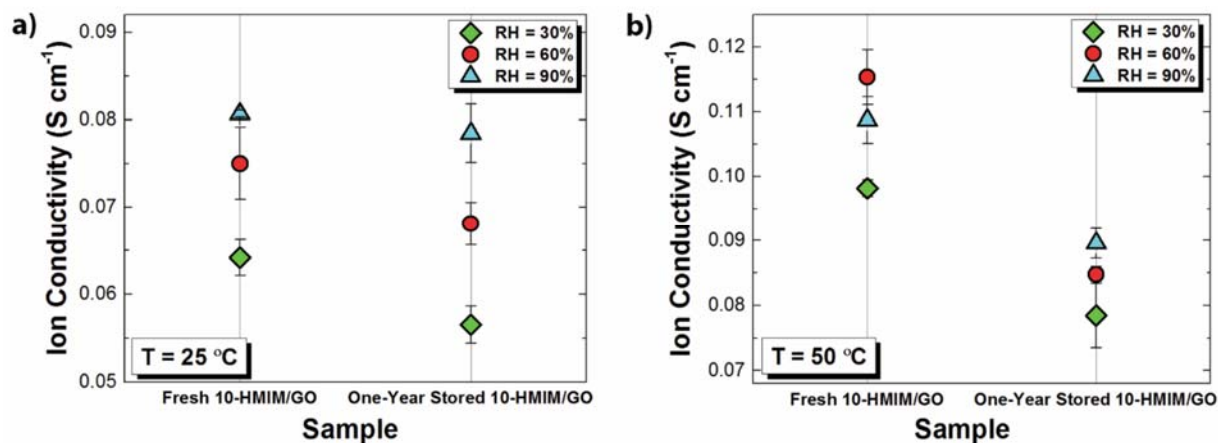 a)
Ion Conductivity (S cm⁻¹)
0.09
0.08
0.07
0.06
0.05
RH = 30%
RH = 60%
RH = 90%
T = 25 °C
Fresh 10-HMIM/GO
One-Year Stored 10-HMIM/GO
Sample
b)
Ion Conductivity (S cm⁻¹)
0.12
0.11
0.10
0.09
0.08
0.07
RH = 30%
RH = 60%
RH = 90%
T = 50 °C
Fresh 10-HMIM/GO
One-Year Stored 10-HMIM/GO
Sample